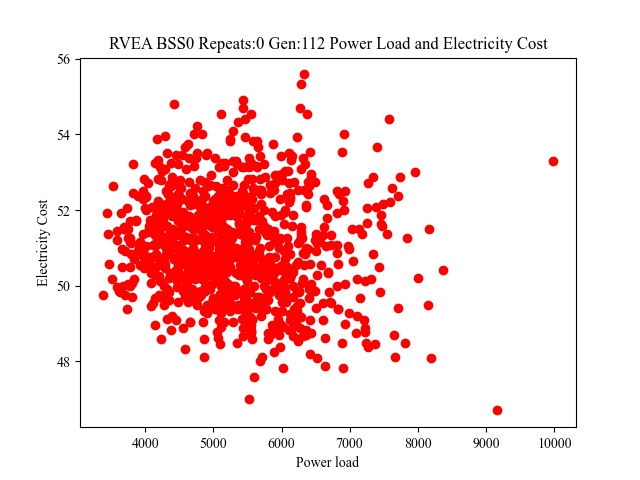 RVEA BSS0 Repeats:0 Gen:112 Power Load and Electricity Cost
56
54
52
50
48
Electricity Cost
4000 5000 6000 7000 8000 9000 10000
Power load